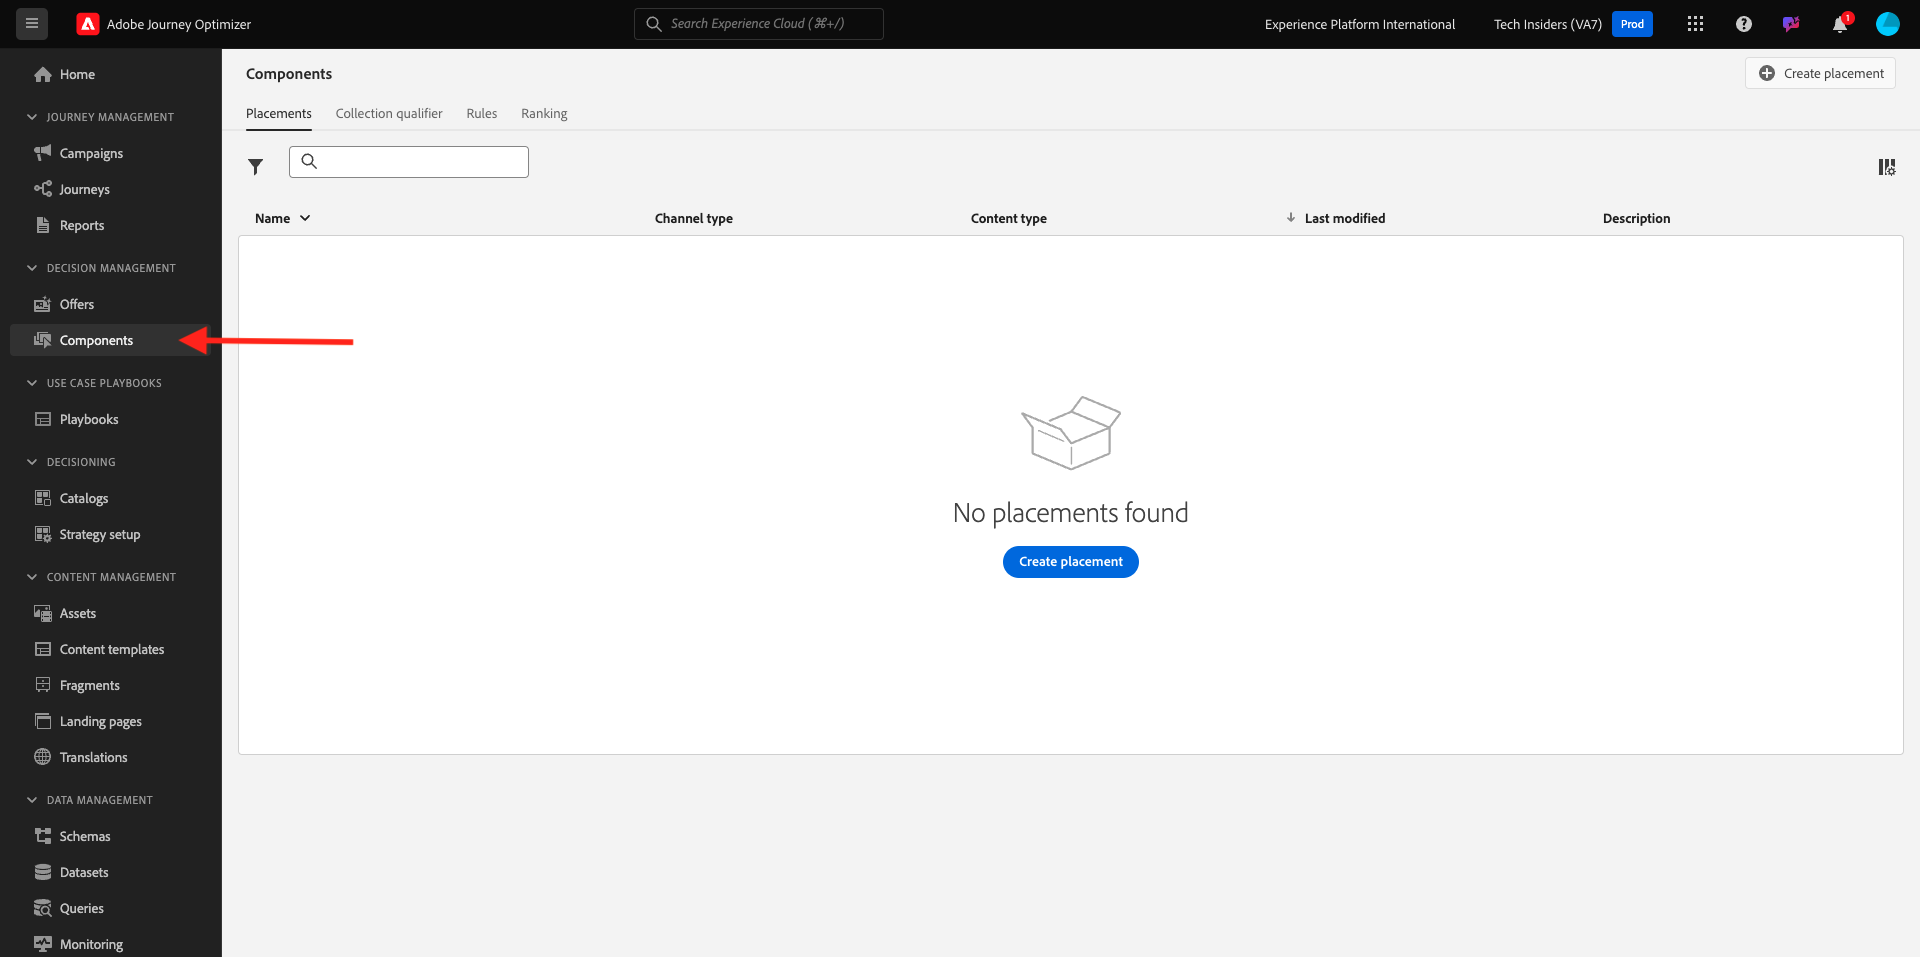 Adobe Journey Optimizer
Search Experience Cloud (⌘+/)
Experience Platform International
Tech Insiders (VA7)
Prod
1
Home
JOURNEY MANAGEMENT
Campaigns
Journeys
Reports
DECISION MANAGEMENT
Offers
Components
USE CASE PLAYBOOKS
Playbooks
DECISIONING
Catalogs
Strategy setup
CONTENT MANAGEMENT
Assets
Content templates
Fragments
Landing pages
Translations
DATA MANAGEMENT
Schemas
Datasets
Queries
Monitoring
Components
Create placement
Placements Collection qualifier Rules Ranking
Name Channel type Content type Last modified Description
No placements found
Create placement